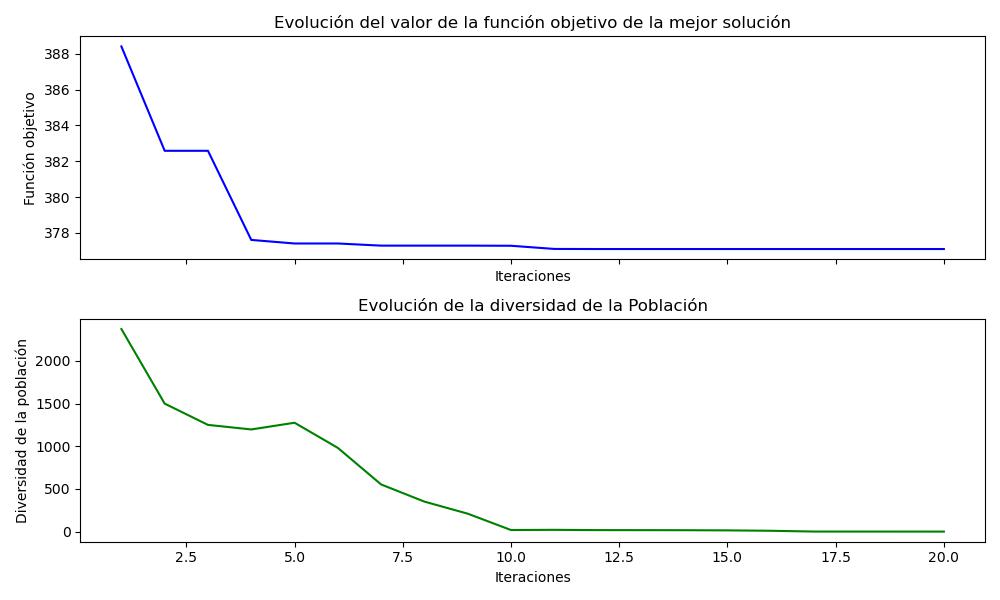 Evolución del valor de la función objetivo de la mejor solución
Función objetivo
388
386
384
382
380
378
Iteraciones
Evolución de la diversidad de la Población
Diversidad de la población
2000
1500
1000
500
0
2.5 5.0 7.5 10.0 12.5 15.0 17.5 20.0
Iteraciones